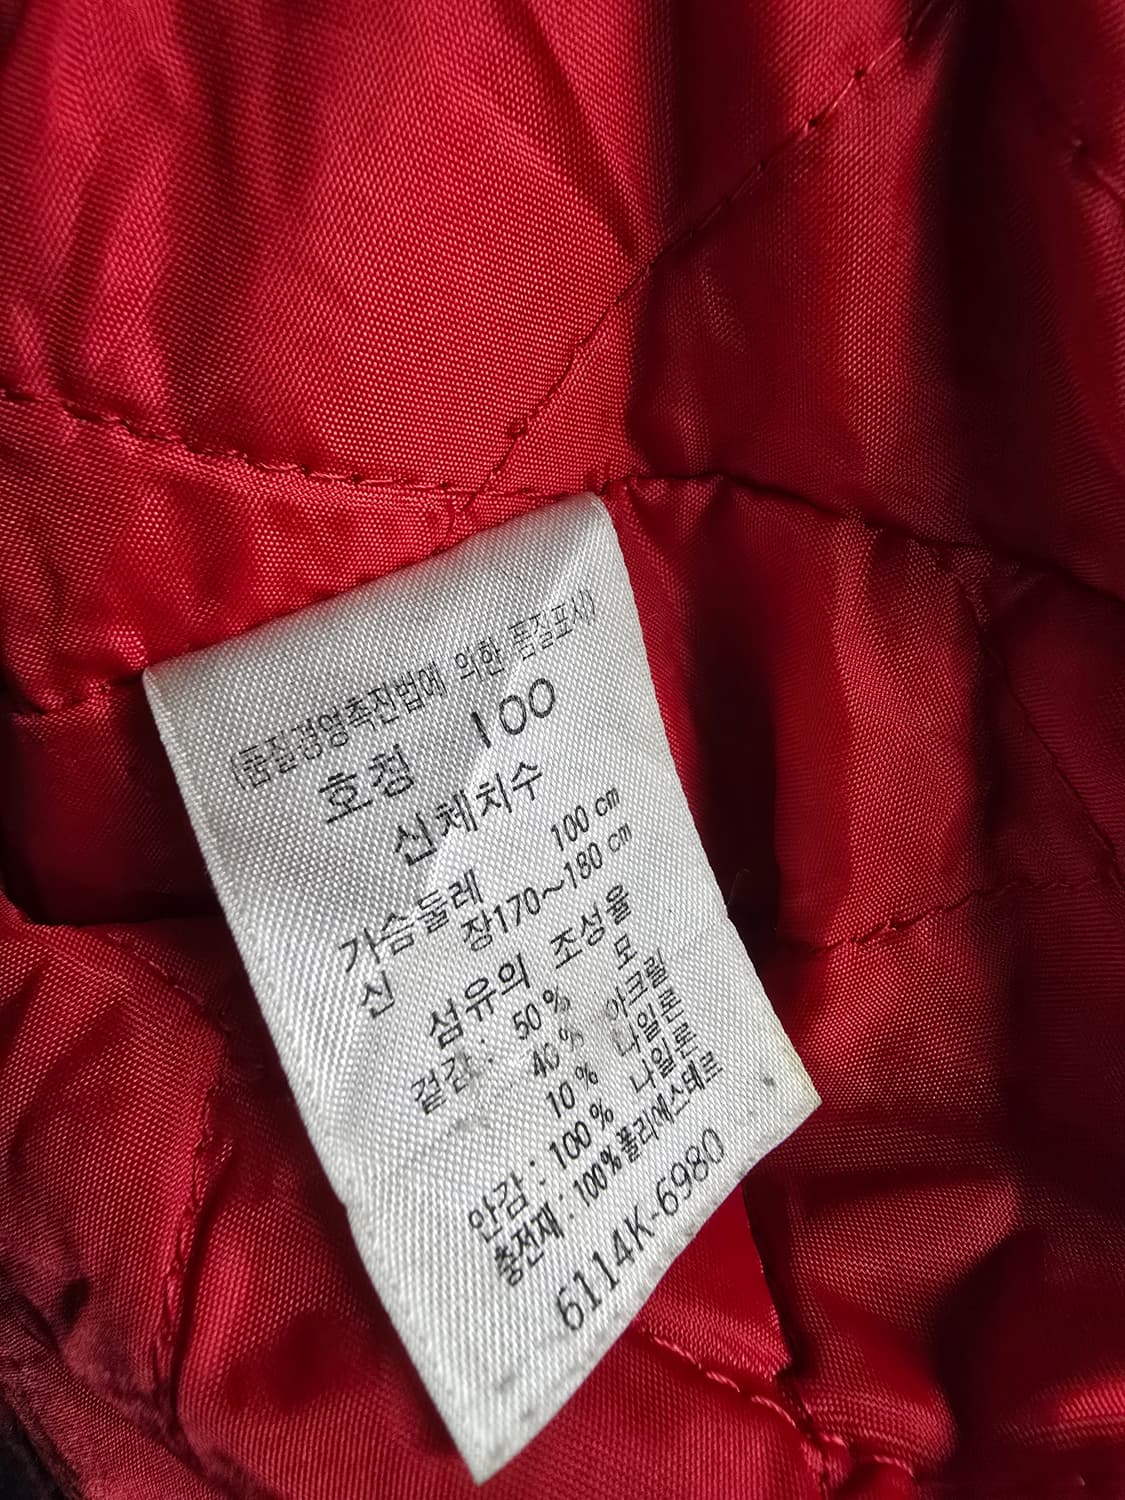 (품질경영촉진법에 의한 품질표시)
호칭 100
신체치수
가슴둘레 100 cm
신 장170~180 cm
섬유의 조성율
겉감 : 50 % 모
40 % 아크릴
10 % 나일론
안감 : 100 % 나일론
충전재 : 100% 폴리에스테르
6114K-6980